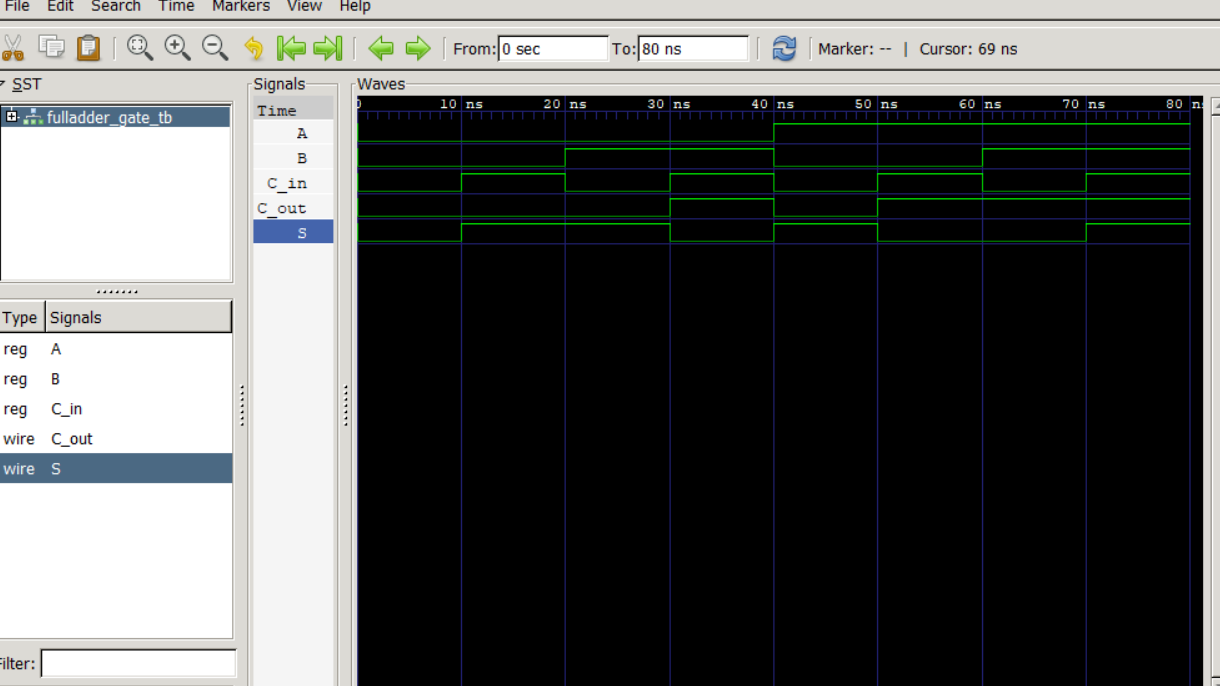 File Edit Search Time Markers View Help
From: 0 sec To: 80 ns Marker: -- | Cursor: 69 ns
SST
Signals
Waves
fulladder_gate_tb
Time
10 ns 20 ns 30 ns 40 ns 50 ns 60 ns 70 ns 80
A
B
C_in
C_out
S
Type Signals
reg A
reg B
reg C_in
wire C_out
wire S
Filter: